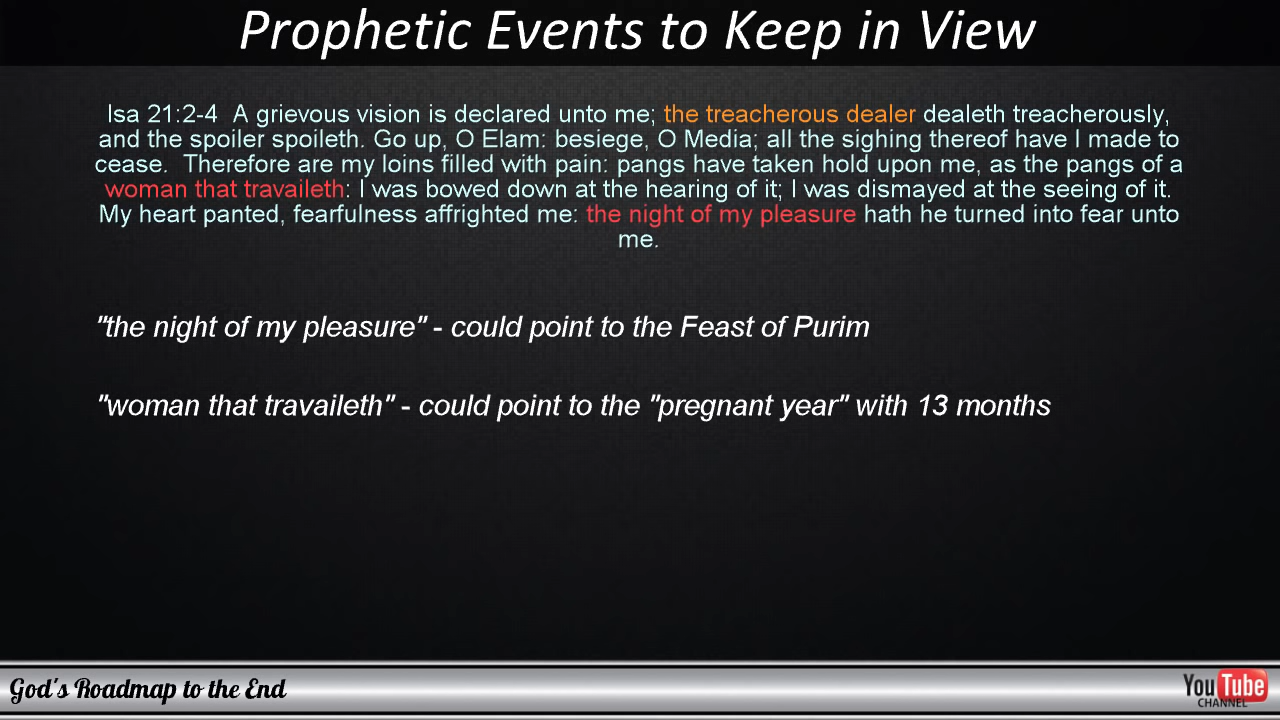 Prophetic Events to Keep in View
Isa 21:2-4  A grievous vision is declared unto me; the treacherous dealer dealeth treacherously,
and the spoiler spoileth. Go up, O Elam: besiege, O Media; all the sighing thereof have I made to
cease.  Therefore are my loins filled with pain: pangs have taken hold upon me, as the pangs of a
woman that travaileth: I was bowed down at the hearing of it; I was dismayed at the seeing of it.
My heart panted, fearfulness affrighted me: the night of my pleasure hath he turned into fear unto
me.
"the night of my pleasure" - could point to the Feast of Purim
"woman that travaileth" - could point to the "pregnant year" with 13 months
God's Roadmap to the End
YouTube
CHANNEL